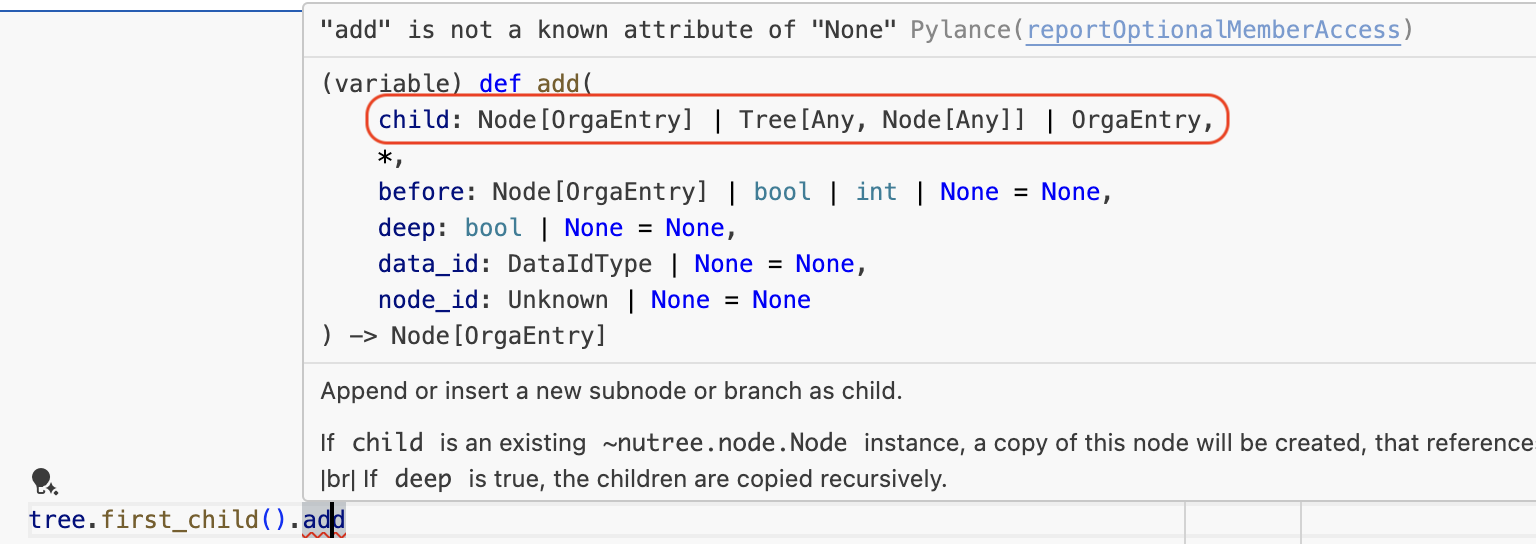 "add" is not a known attribute of "None" Pylance(reportOptionalMemberAccess)
(variable) def add(
    child: Node[OrgaEntry] | Tree[Any, Node[Any]] | OrgaEntry,
    *,
    before: Node[OrgaEntry] | bool | int | None = None,
    deep: bool | None = None,
    data_id: DataIdType | None = None,
    node_id: Unknown | None = None
) -> Node[OrgaEntry]
Append or insert a new subnode or branch as child.
If child is an existing ~nutree.node.Node instance, a copy of this node will be created, that reference
|br| If deep is true, the children are copied recursively.
tree.first_child().add